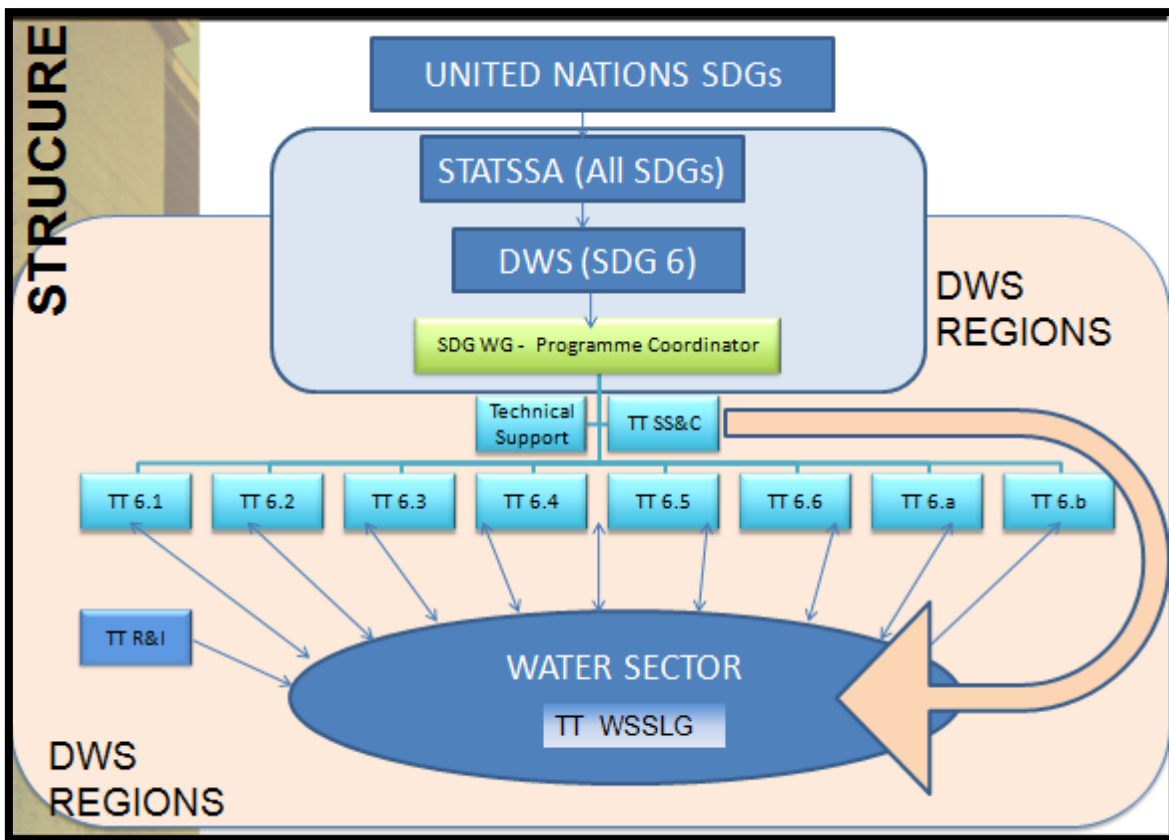 STRUCURE
UNITED NATIONS SDGs
STATSSA (All SDGs)
DWS (SDG 6)
DWS
REGIONS
SDG WG - Programme Coordinator
Technical
Support
TT SS&C
TT 6.1
TT 6.2
TT 6.3
TT 6.4
TT 6.5
TT 6.6
TT 6.a
TT 6.b
TT R&I
WATER SECTOR
TT WSSLG
DWS
REGIONS